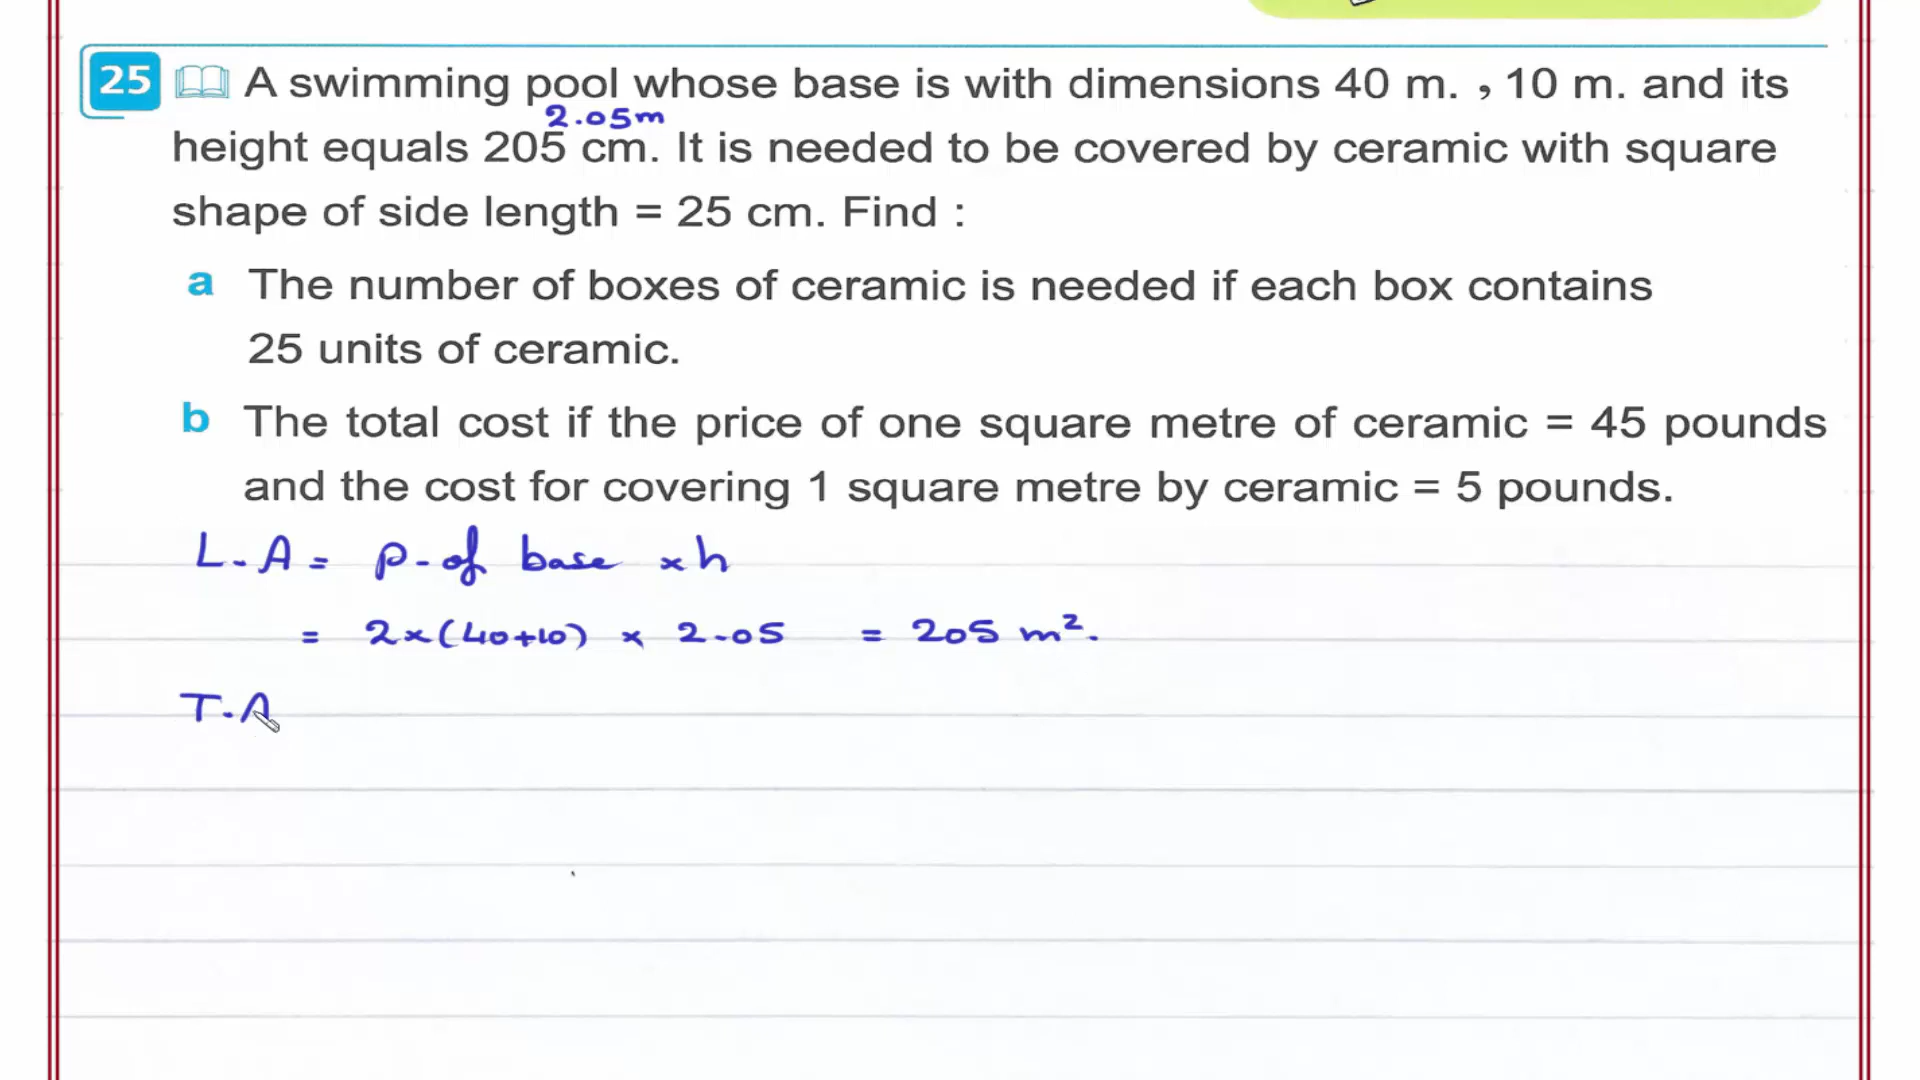 25 A swimming pool whose base is with dimensions 40 m. , 10 m. and its
2.05m
height equals 205 cm. It is needed to be covered by ceramic with square
shape of side length = 25 cm. Find :
a The number of boxes of ceramic is needed if each box contains
25 units of ceramic.
b The total cost if the price of one square metre of ceramic = 45 pounds
and the cost for covering 1 square metre by ceramic = 5 pounds.
L.A = P. of base × h
= 2×(40+10) × 2.05 = 205 m².
T.A